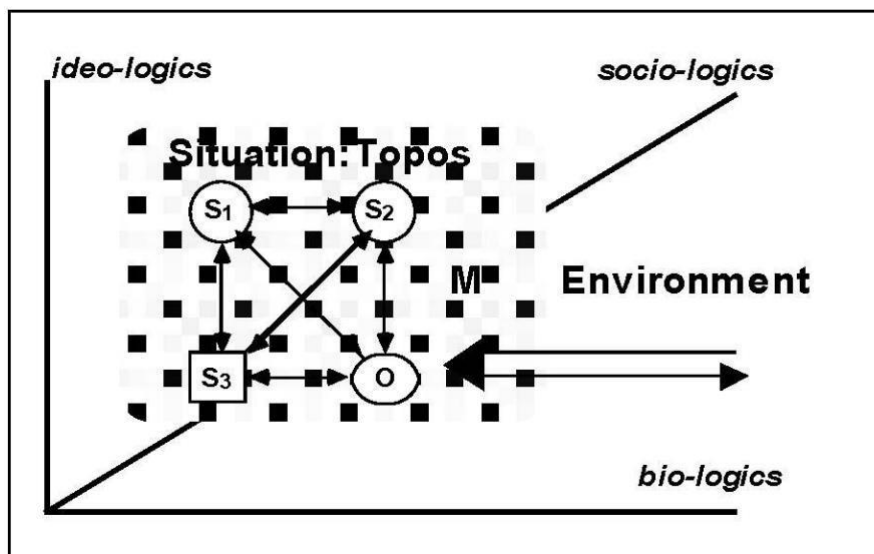 ideo-logics
socio-logics
Situation:Topos
S1
S2
M
Environment
S3
O
bio-logics